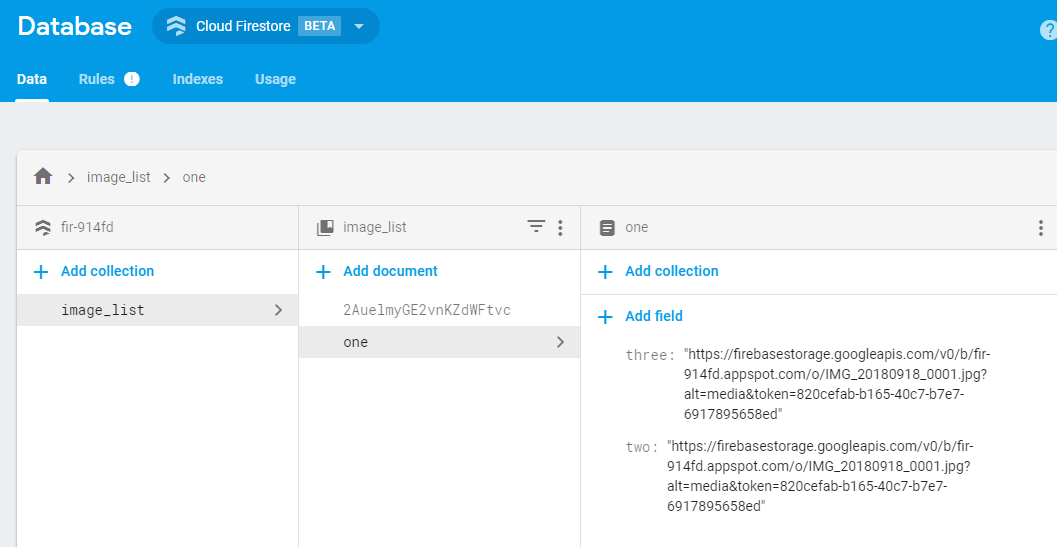 Database
Cloud Firestore BETA
?
Data Rules ! Indexes Usage
image_list one
fir-914fd
image_list
one
Add collection
Add document
Add collection
image_list
2AuelmyGE2vnKZdWFtvc
one
Add field
three: "https://firebasestorage.googleapis.com/v0/b/fir-
914fd.appspot.com/o/IMG_20180918_0001.jpg?
alt=media&token=820cefab-b165-40c7-b7e7-
6917895658ed"
two: "https://firebasestorage.googleapis.com/v0/b/fir-
914fd.appspot.com/o/IMG_20180918_0001.jpg?
alt=media&token=820cefab-b165-40c7-b7e7-
6917895658ed"